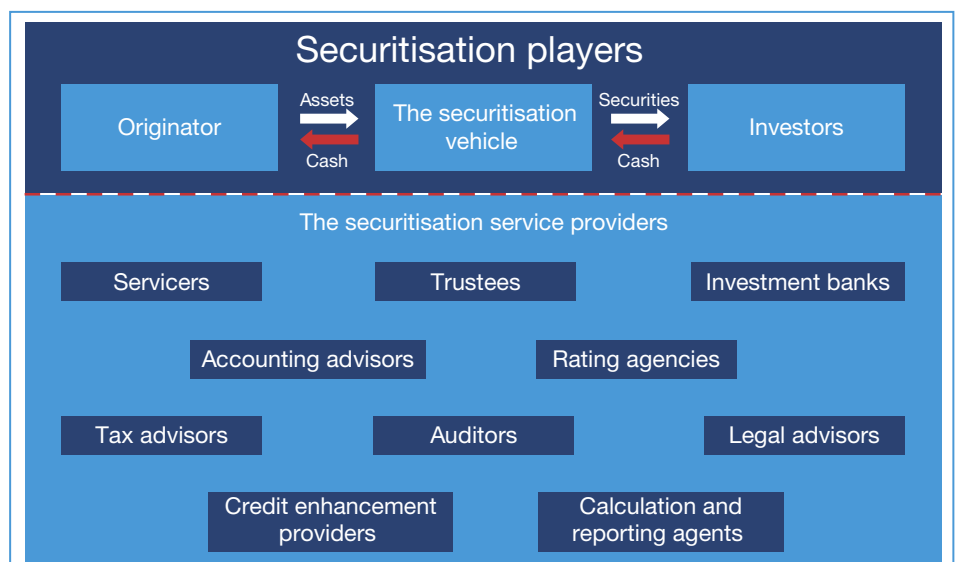 Securitisation players
Originator
Assets
Cash
The securitisation
vehicle
Securities
Cash
Investors
The securitisation service providers
Servicers
Trustees
Investment banks
Accounting advisors
Rating agencies
Tax advisors
Auditors
Legal advisors
Credit enhancement
providers
Calculation and
reporting agents